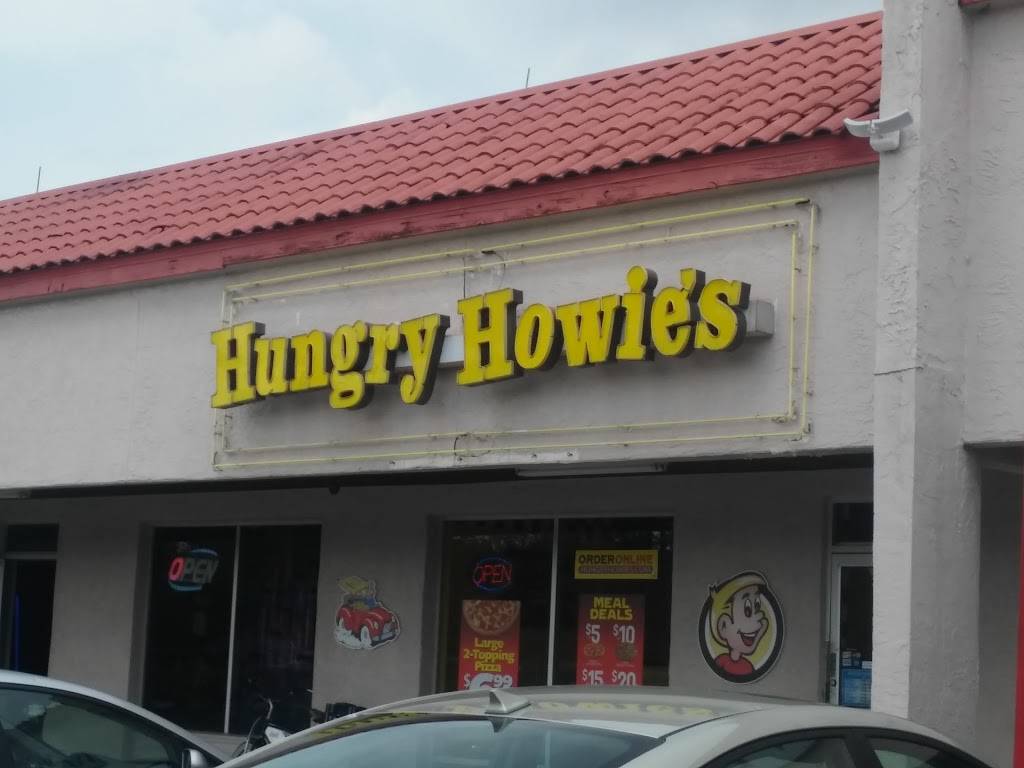 Hungry Howie's
OPEN
OPEN
ORDER ONLINE
Large
2-Topping
Pizza
MEAL
DEALS
$5 $10
$15 $20